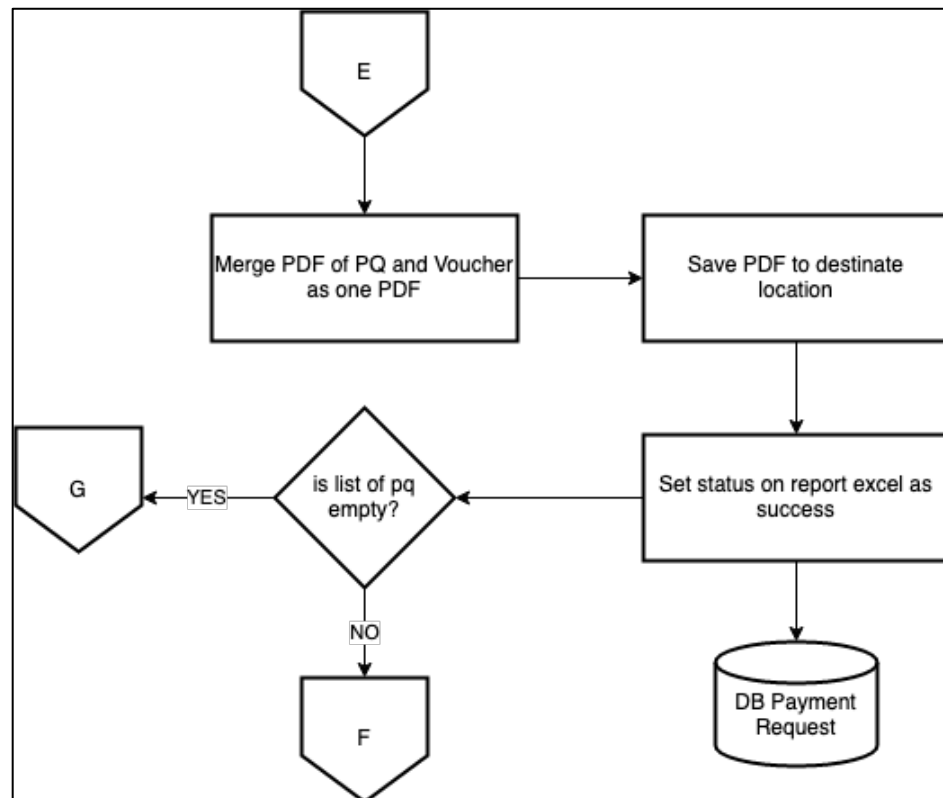 E
Merge PDF of PQ and Voucher
as one PDF
Save PDF to destinate
location
Set status on report excel as
success
is list of pq
empty?
YES
G
NO
F
DB Payment
Request